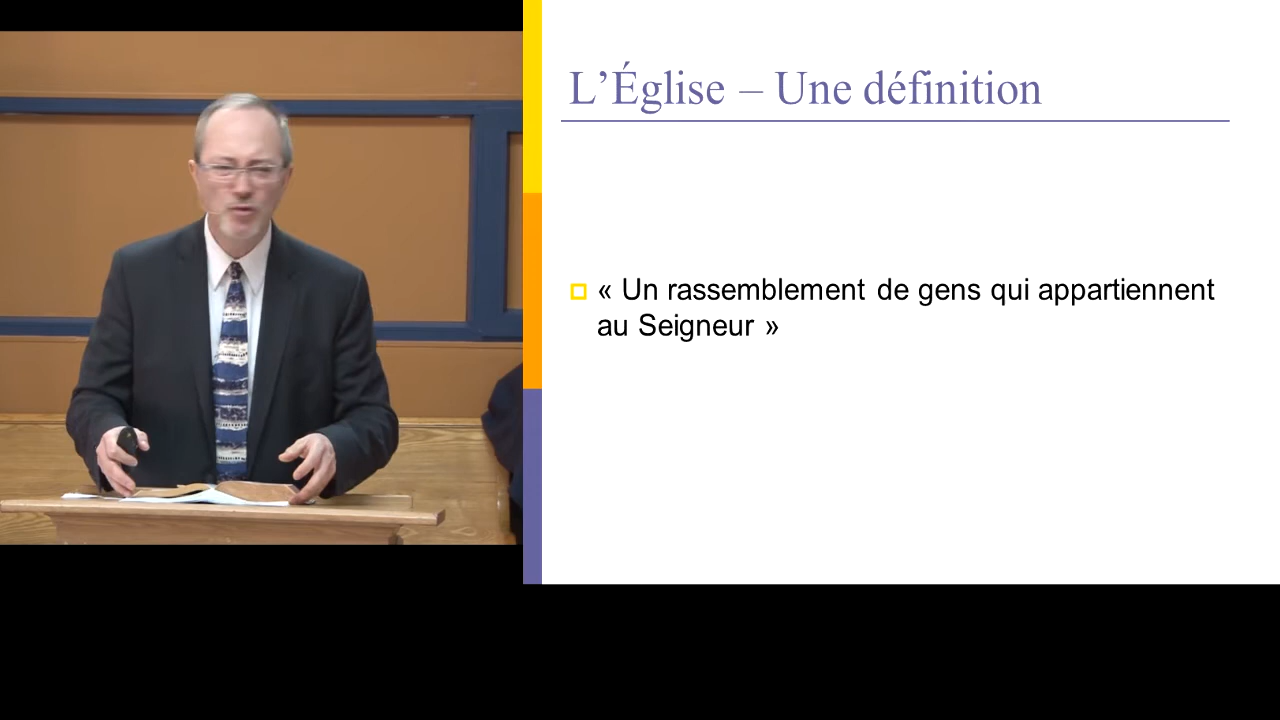 L’Église – Une définition
« Un rassemblement de gens qui appartiennent
au Seigneur »